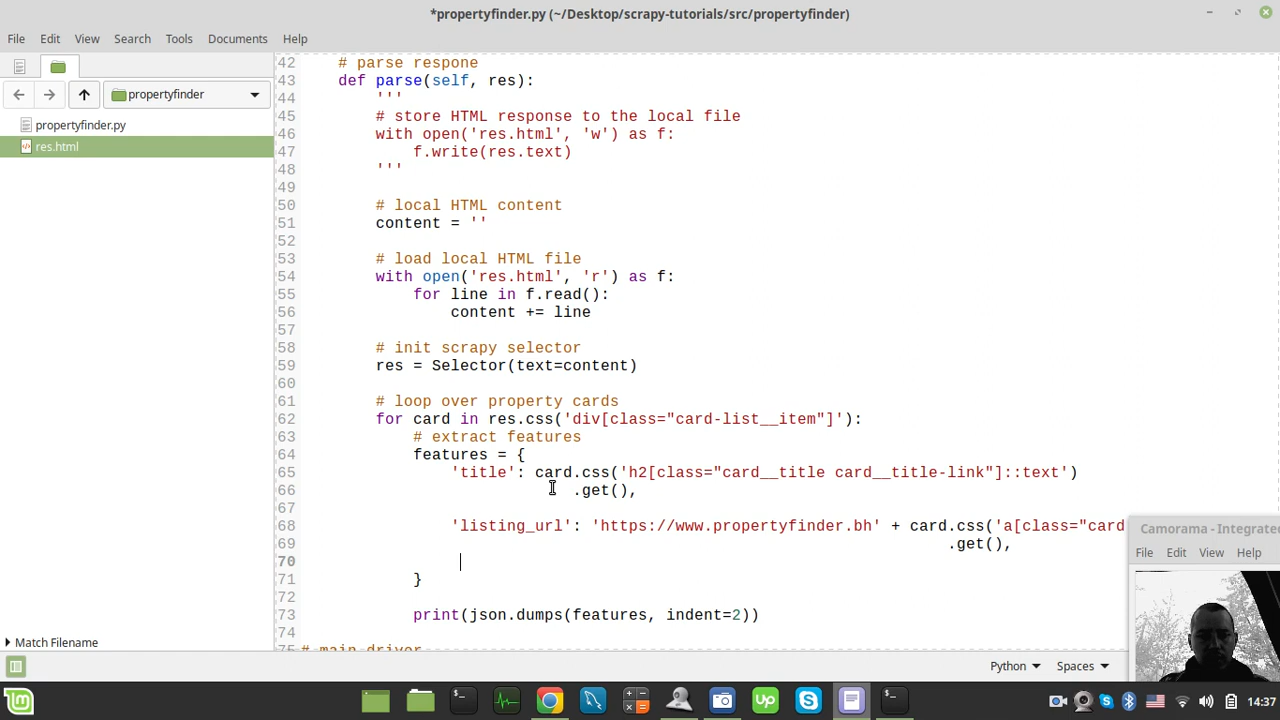 *propertyfinder.py (~/Desktop/scrapy-tutorials/src/propertyfinder)
File Edit View Search Tools Documents Help
propertyfinder
propertyfinder.py
res.html
Match Filename
42 # parse respone
43 def parse(self, res):
44 '''
45 # store HTML response to the local file
46 with open('res.html', 'w') as f:
47 f.write(res.text)
48 '''
49
50 # local HTML content
51 content = ''
52
53 # load local HTML file
54 with open('res.html', 'r') as f:
55 for line in f.read():
56 content += line
57
58 # init scrapy selector
59 res = Selector(text=content)
60
61 # loop over property cards
62 for card in res.css('div[class="card-list__item"]'):
63 # extract features
64 features = {
65 'title': card.css('h2[class="card__title card__title-link"]::text')
66 .get(),
67
68 'listing_url': 'https://www.propertyfinder.bh' + card.css('a[class="card
69 .get(),
70
71 }
72
73 print(json.dumps(features, indent=2))
74
75 # main driver
Camorama - Integrate
File Edit View Help
Python Spaces
up
14:37